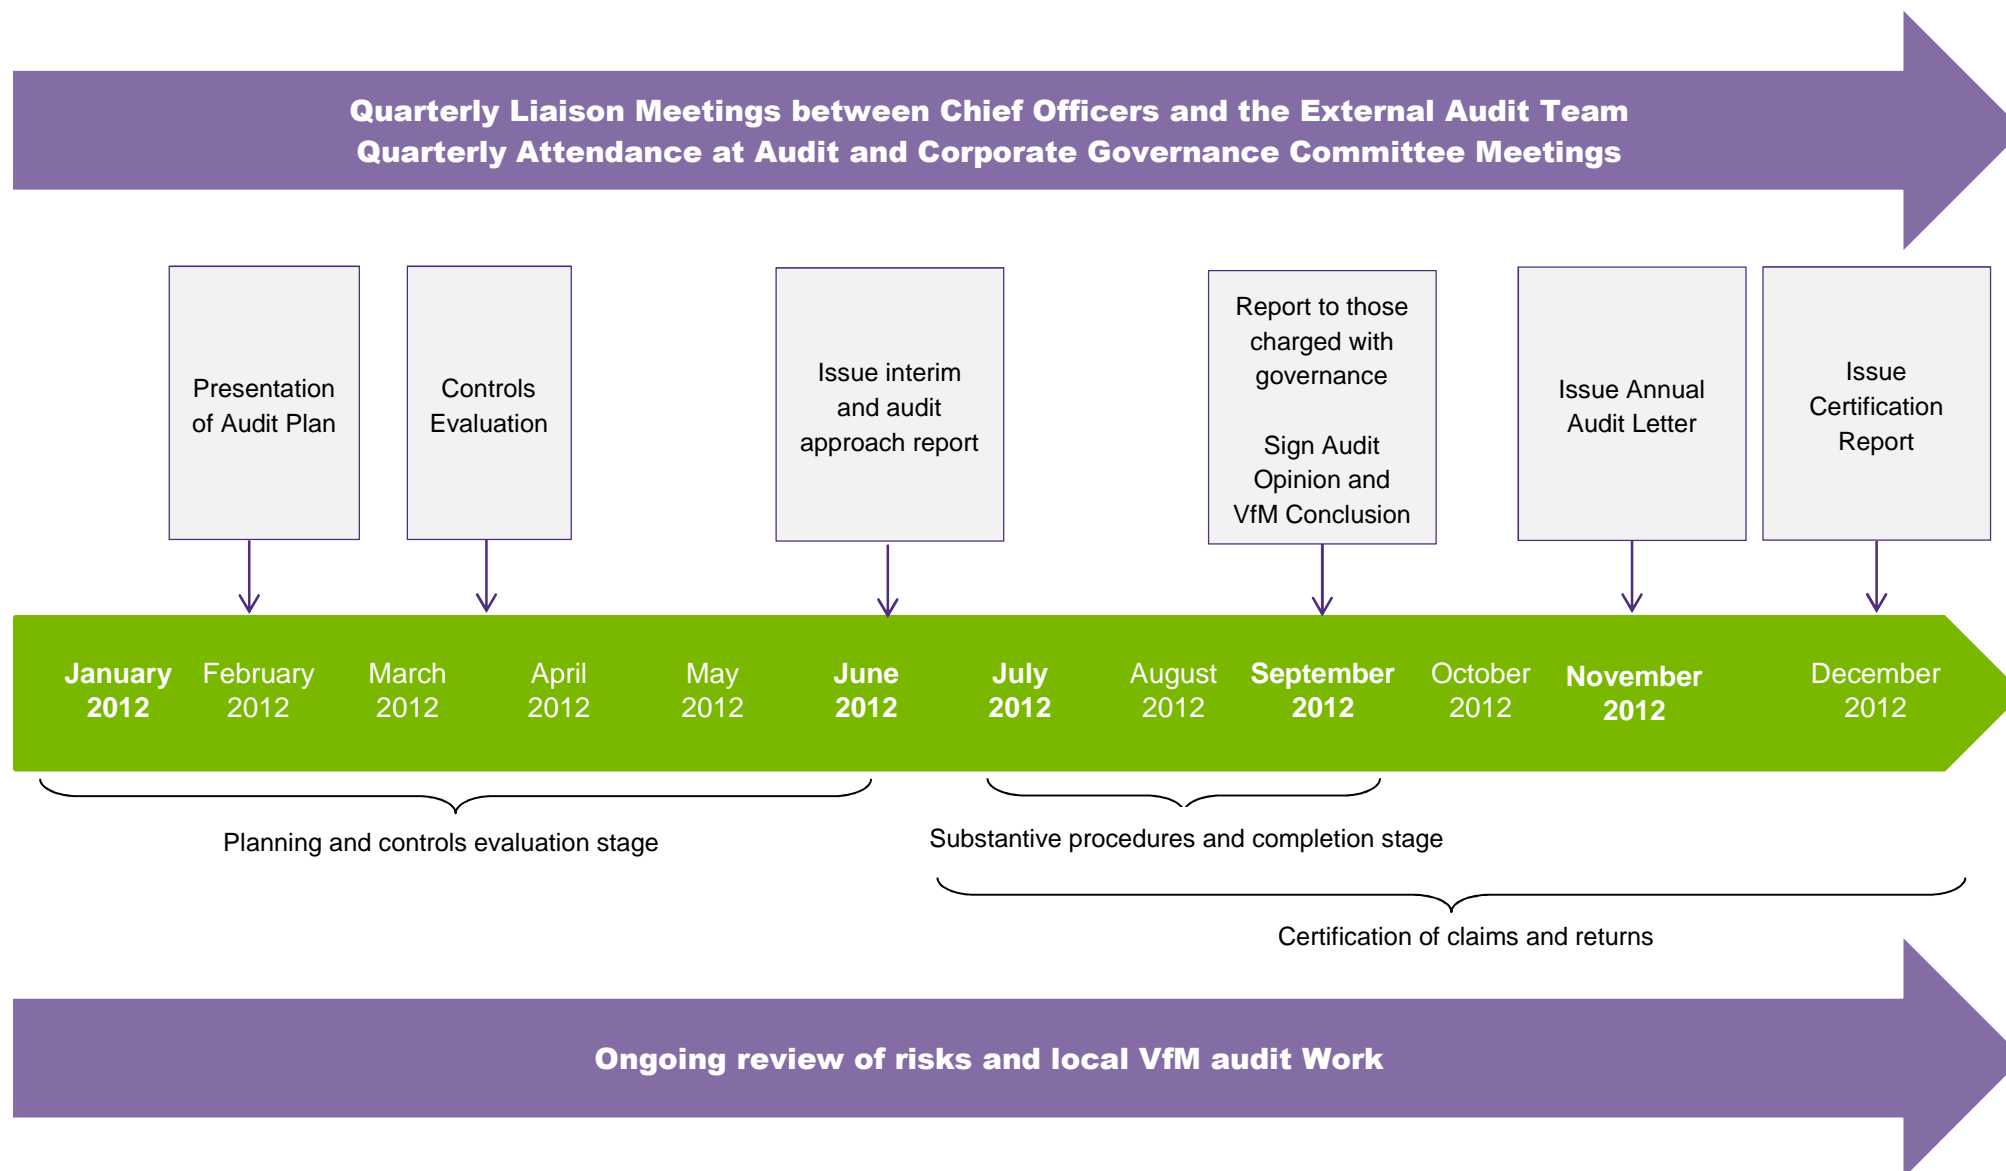 Quarterly Liaison Meetings between Chief Officers and the External Audit Team
Quarterly Attendance at Audit and Corporate Governance Committee Meetings
Presentation
of Audit Plan
Controls
Evaluation
Issue interim
and audit
approach report
Report to those
charged with
governance
Sign Audit
Opinion and
VfM Conclusion
Issue Annual
Audit Letter
Issue
Certification
Report
January
2012
February
2012
March
2012
April
2012
May
2012
June
2012
July
2012
August
2012
September
2012
October
2012
November
2012
December
2012
Planning and controls evaluation stage
Substantive procedures and completion stage
Certification of claims and returns
Ongoing review of risks and local VfM audit Work